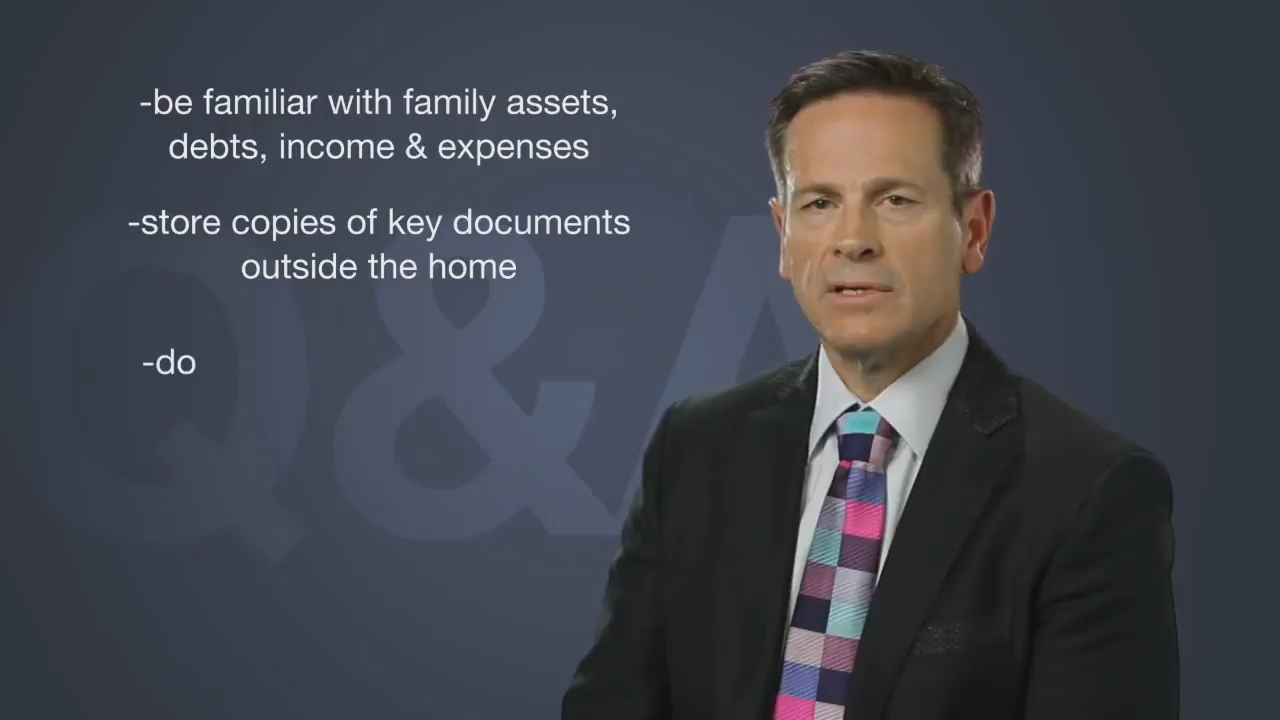 -be familiar with family assets,
debts, income & expenses
-store copies of key documents
outside the home
-do
Q&A